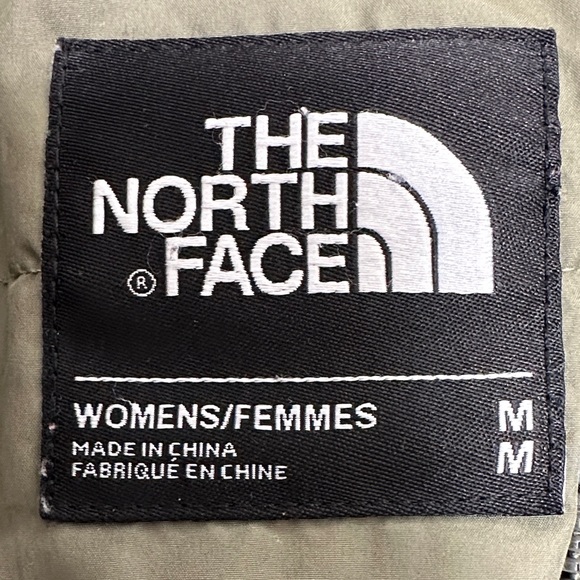 THE
NORTH
® FACE
WOMENS/FEMMES M
MADE IN CHINA M
FABRIQUÉ EN CHINE